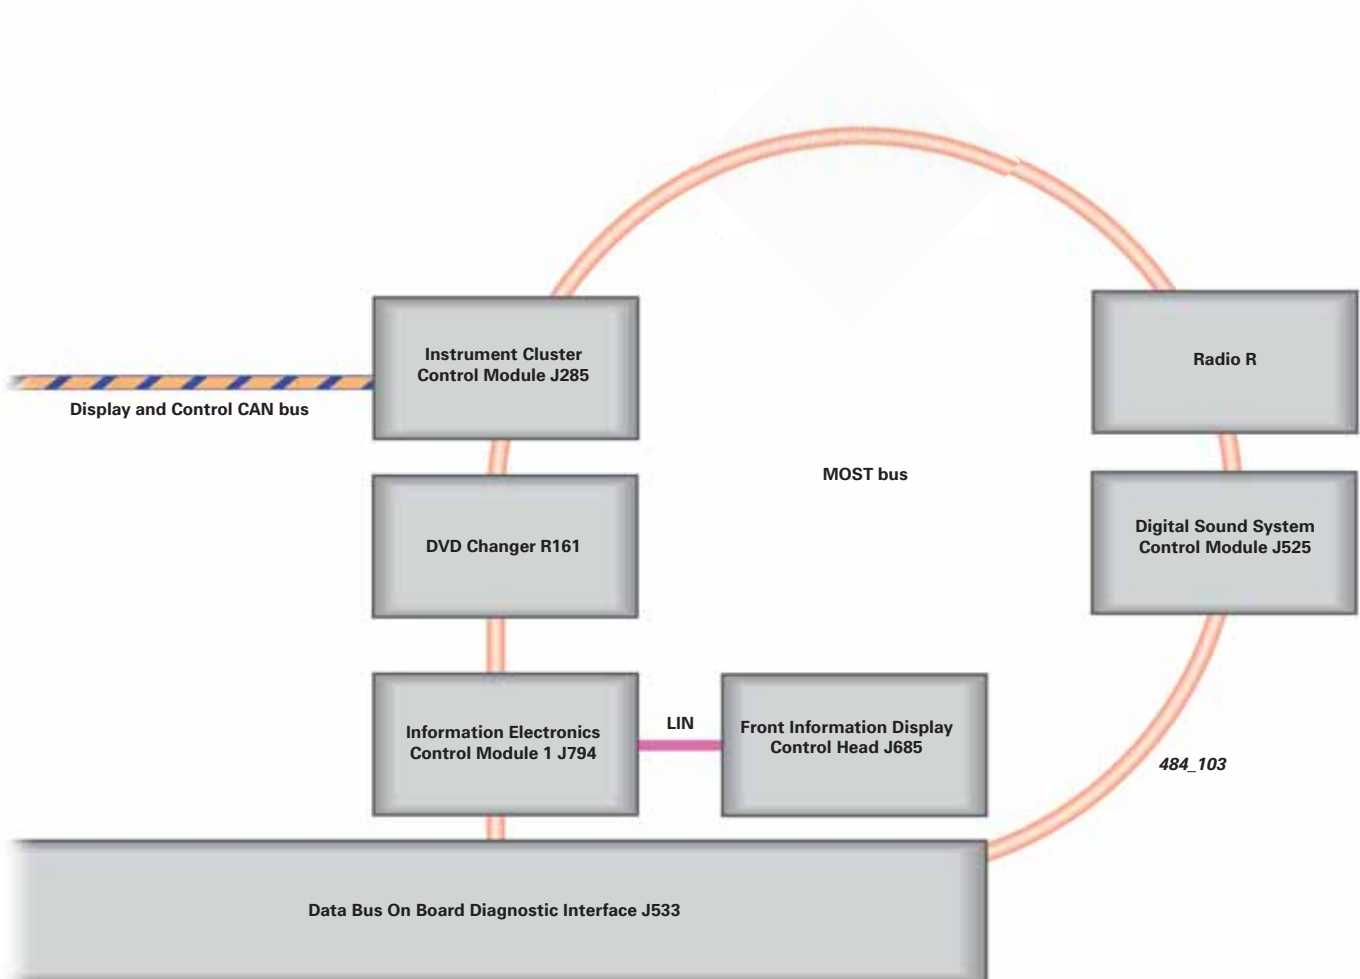 Instrument Cluster
Control Module J285
Radio R
Display and Control CAN bus
MOST bus
DVD Changer R161
Digital Sound System
Control Module J525
Information Electronics
Control Module 1 J794
LIN
Front Information Display
Control Head J685
484_103
Data Bus On Board Diagnostic Interface J533